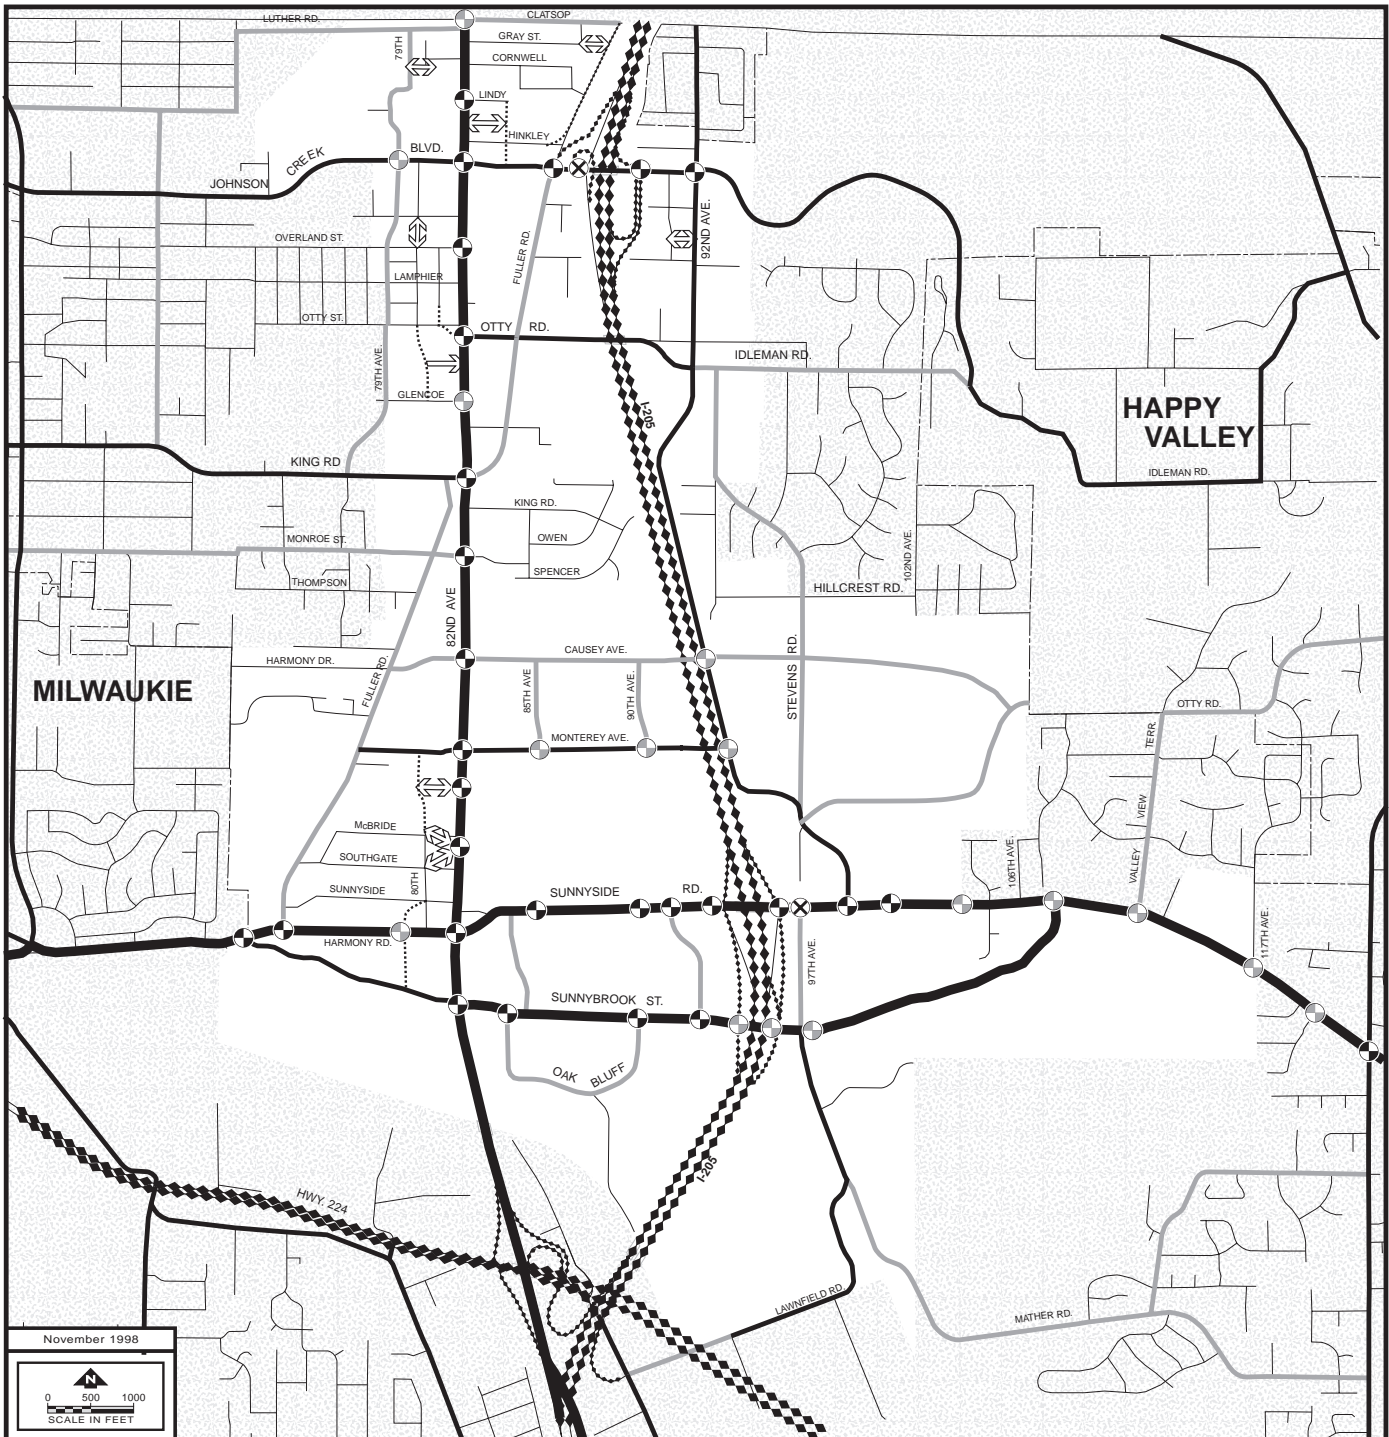 LUTHER RD.
CLATSOP
79TH
GRAY ST.
CORNWELL
LINDY
HINKLEY
BLVD.
CREEK
JOHNSON
OVERLAND ST.
FULLER RD.
92ND AVE.
LAMPHIER
OTTY ST.
OTTY RD.
IDLEMAN RD.
79TH AVE.
GLENCOE
I-205
HAPPY
VALLEY
KING RD
IDLEMAN RD.
KING RD.
MONROE ST.
OWEN
102ND AVE.
SPENCER
THOMPSON
HILLCREST RD.
82ND AVE
CAUSEY AVE.
STEVENS RD.
HARMONY DR.
FULLER RD.
MILWAUKIE
85TH AVE
90TH AVE.
OTTY RD.
MONTEREY AVE.
VALLEY VIEW TERR.
McBRIDE
SOUTHGATE
106TH AVE.
80TH
SUNNYSIDE
SUNNYSIDE RD.
HARMONY RD.
117TH AVE.
97TH AVE.
SUNNYBROOK ST.
OAK BLUFF
I-205
HWY. 224
LAWNFIELD RD.
MATHER RD.
November 1998
N
0 500 1000
SCALE IN FEET